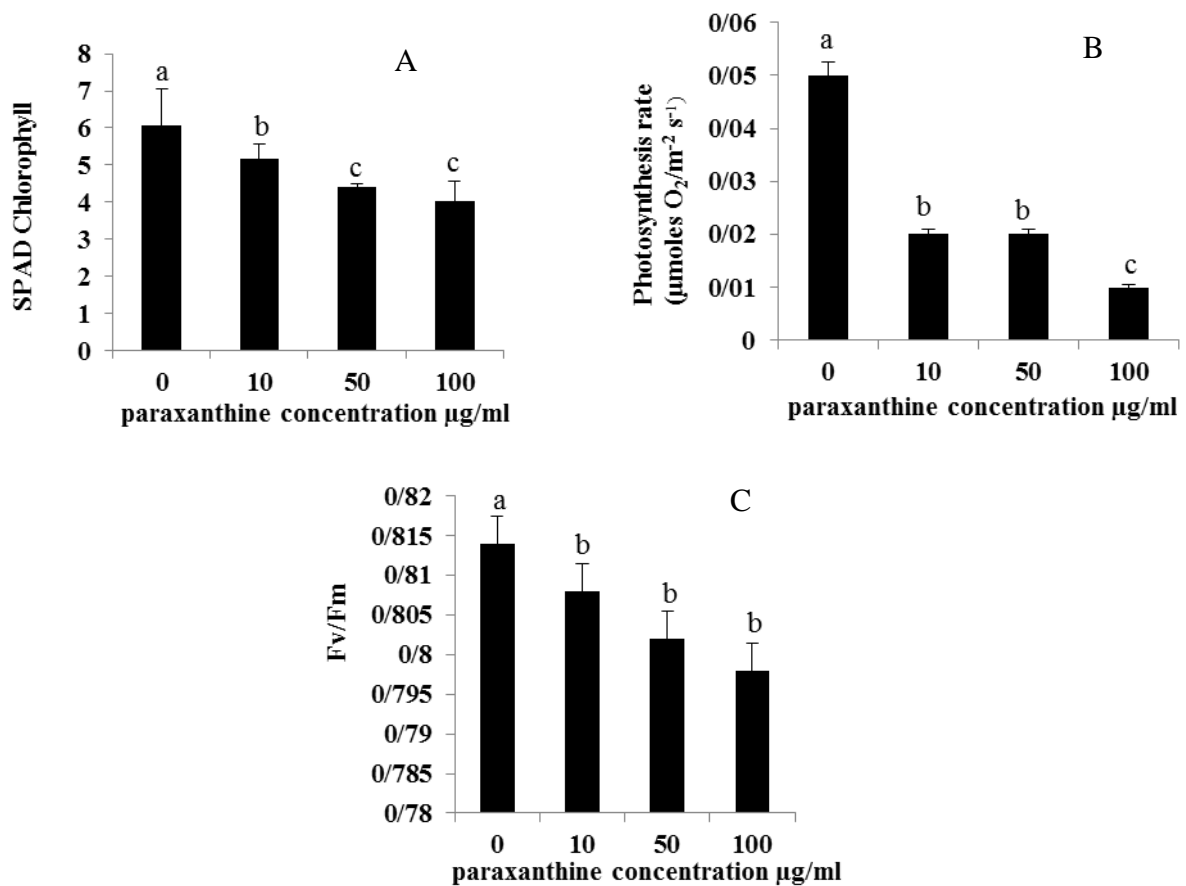 A
SPAD Chlorophyll
8
7
6
5
4
3
2
1
0
a
b
c
c
0 10 50 100
paraxanthine concentration µg/ml
B
Photosynthesis rate
(µmoles O₂/m⁻² s⁻¹)
0/06
0/05
0/04
0/03
0/02
0/01
0
a
b
b
c
0 10 50 100
paraxanthine concentration µg/ml
C
Fv/Fm
0/82
0/815
0/81
0/805
0/8
0/795
0/79
0/785
0/78
a
b
b
b
0 10 50 100
paraxanthine concentration µg/ml